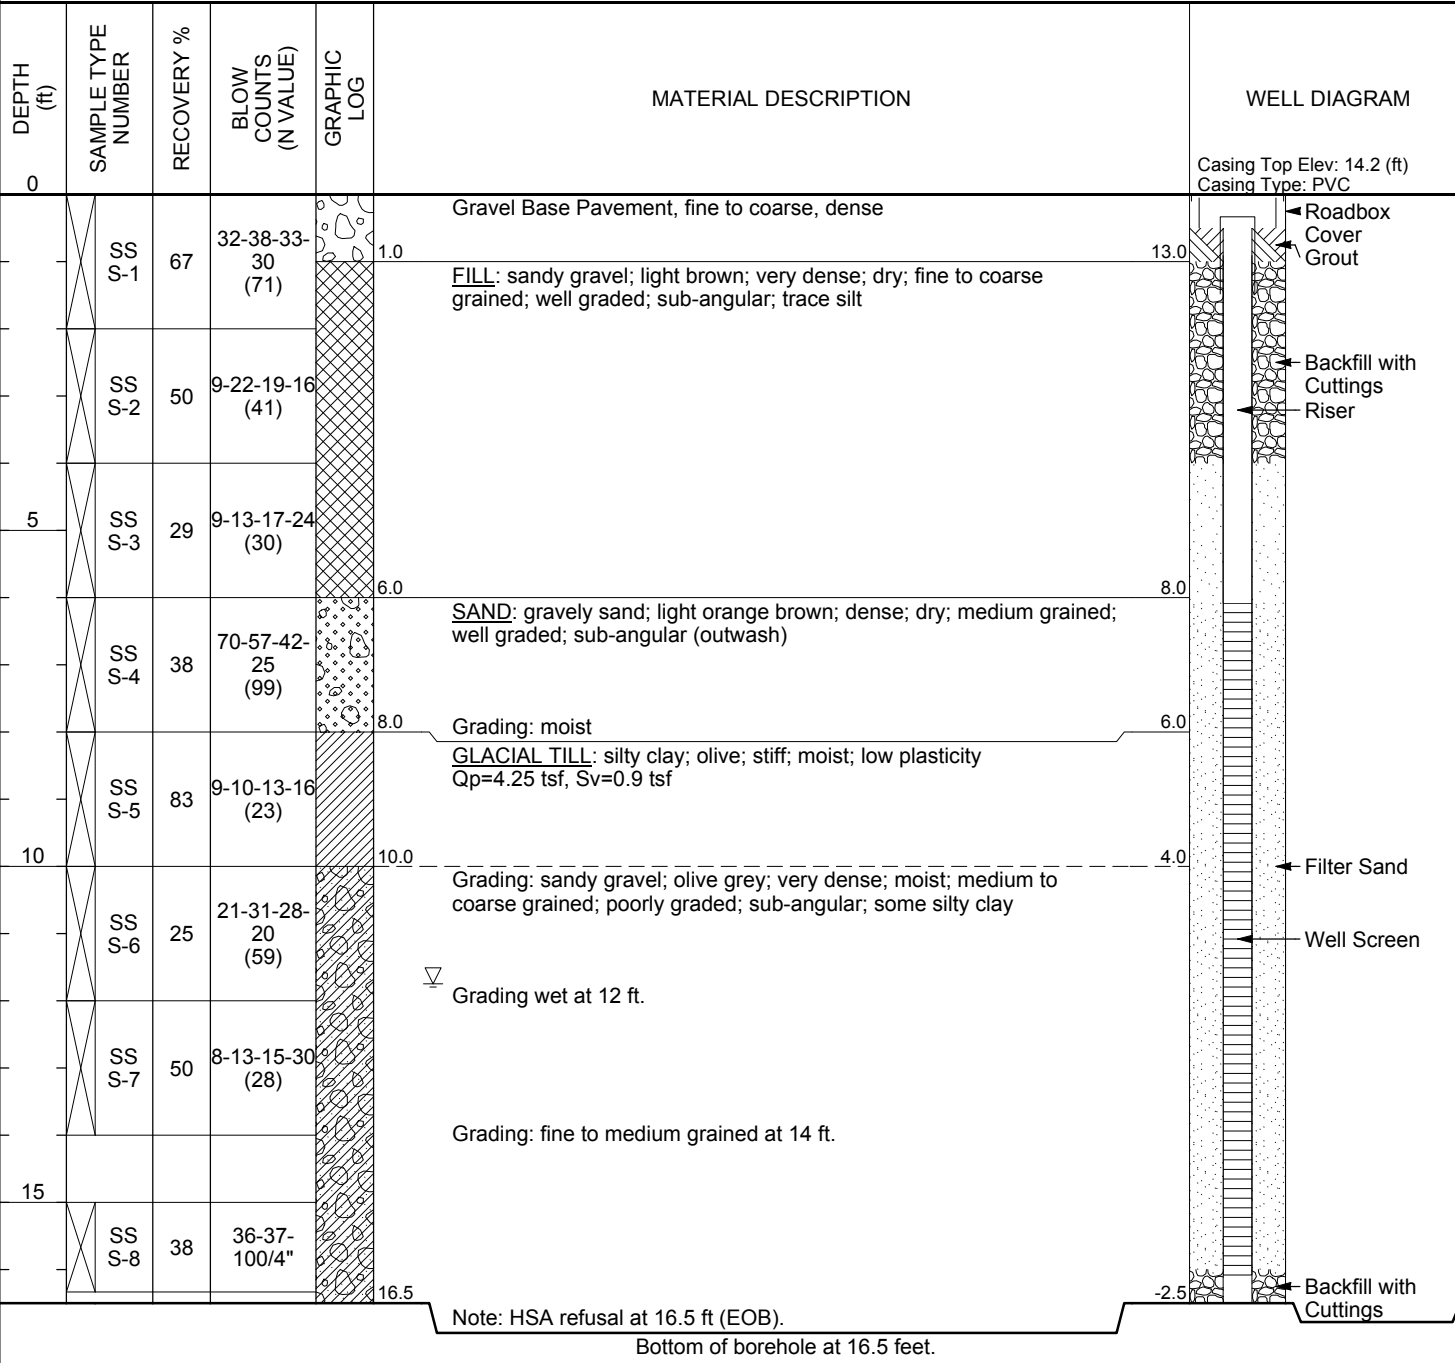 DEPTH
(ft)
SAMPLE TYPE
NUMBER
RECOVERY %
BLOW
COUNTS
(N VALUE)
GRAPHIC
LOG
MATERIAL DESCRIPTION
WELL DIAGRAM
Casing Top Elev: 14.2 (ft)
Casing Type: PVC
0
SS
S-1
67
32-38-33-
30
(71)
Gravel Base Pavement, fine to coarse, dense
1.0
13.0
Roadbox
Cover
Grout
FILL: sandy gravel; light brown; very dense; dry; fine to coarse
grained; well graded; sub-angular; trace silt
SS
S-2
50
9-22-19-16
(41)
Backfill with
Cuttings
Riser
5
SS
S-3
29
9-13-17-24
(30)
6.0
8.0
SAND: gravely sand; light orange brown; dense; dry; medium grained;
well graded; sub-angular (outwash)
SS
S-4
38
70-57-42-
25
(99)
8.0
Grading: moist
6.0
GLACIAL TILL: silty clay; olive; stiff; moist; low plasticity
Qp=4.25 tsf, Sv=0.9 tsf
SS
S-5
83
9-10-13-16
(23)
10
10.0
4.0
Filter Sand
Grading: sandy gravel; olive grey; very dense; moist; medium to
coarse grained; poorly graded; sub-angular; some silty clay
SS
S-6
25
21-31-28-
20
(59)
Well Screen
Grading wet at 12 ft.
SS
S-7
50
8-13-15-30
(28)
Grading: fine to medium grained at 14 ft.
15
SS
S-8
38
36-37-
100/4"
16.5
-2.5
Backfill with
Cuttings
Note: HSA refusal at 16.5 ft (EOB).
Bottom of borehole at 16.5 feet.